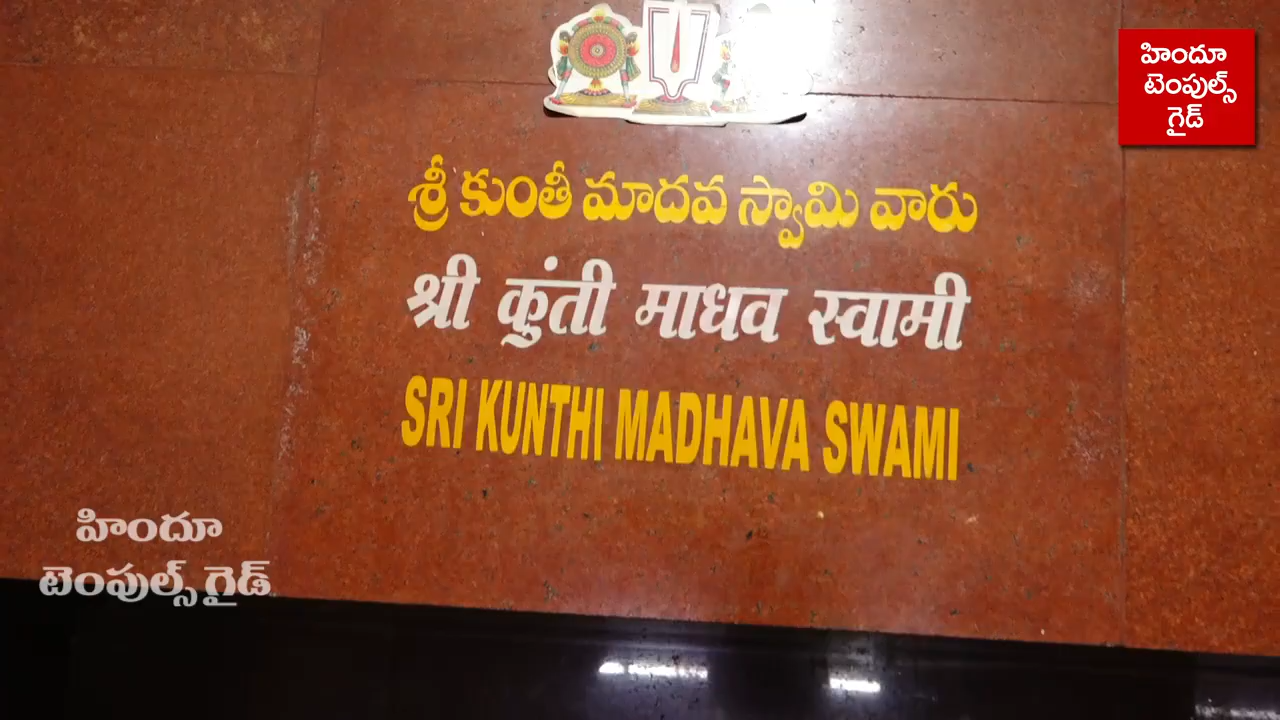 హిందూ
టెంపుల్స్
గైడ్
శ్రీ కుంతీ మాదవ స్వామి వారు
श्री कुंती माधव स्वामी
SRI KUNTHI MADHAVA SWAMI
హిందూ
టెంపుల్స్ గైడ్